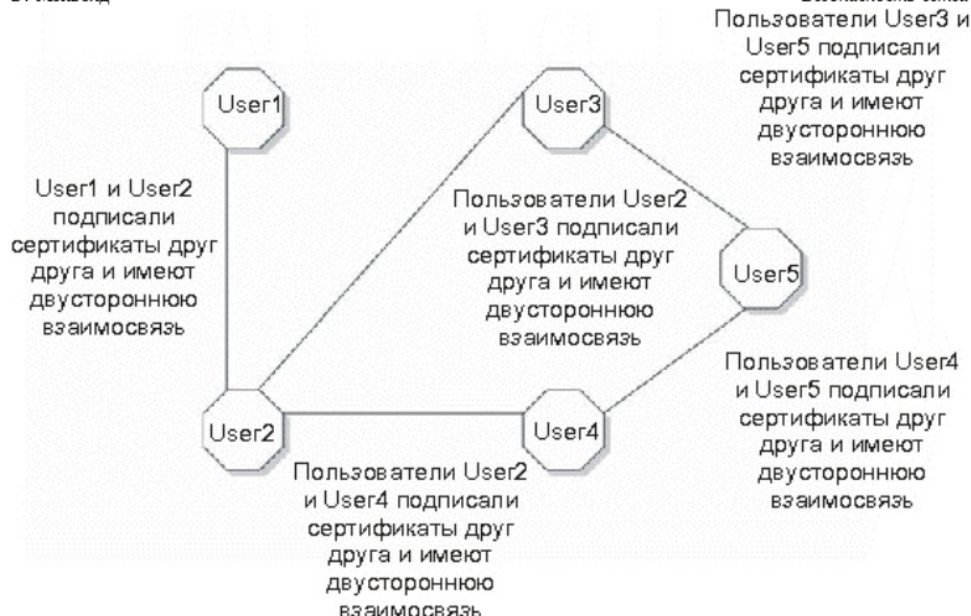 Пользователи User3 и
User5 подписали
сертификаты друг
друга и имеют
двустороннюю
взаимосвязь
User1
User3
User1 и User2
подписали
сертификаты друг
друга и имеют
двустороннюю
взаимосвязь
Пользователи User2
и User3 подписали
сертификаты друг
друга и имеют
двустороннюю
взаимосвязь
User5
Пользователи User4
и User5 подписали
сертификаты друг
друга и имеют
двустороннюю
взаимосвязь
User2
User4
Пользователи User2
и User4 подписали
сертификаты друг
друга и имеют
двустороннюю
взаимосвязь